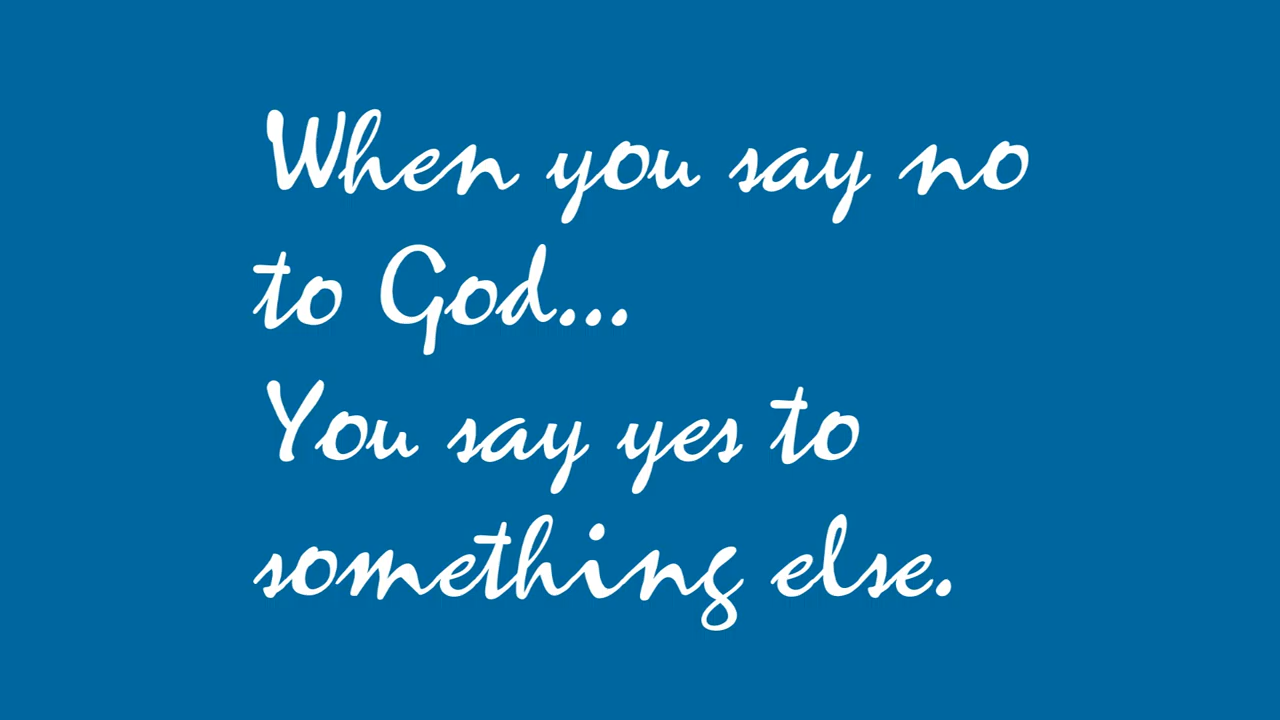 When you say no
to God...
You say yes to
something else.